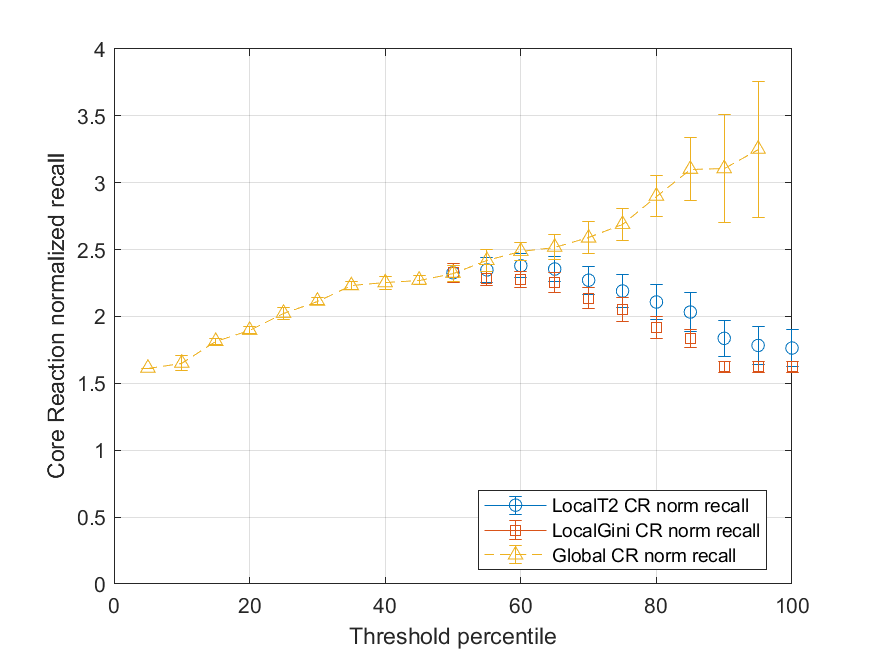 4
3.5
3
2.5
2
1.5
1
0.5
0
Core Reaction normalized recall
LocalT2 CR norm recall
LocalGini CR norm recall
Global CR norm recall
0 20 40 60 80 100
Threshold percentile